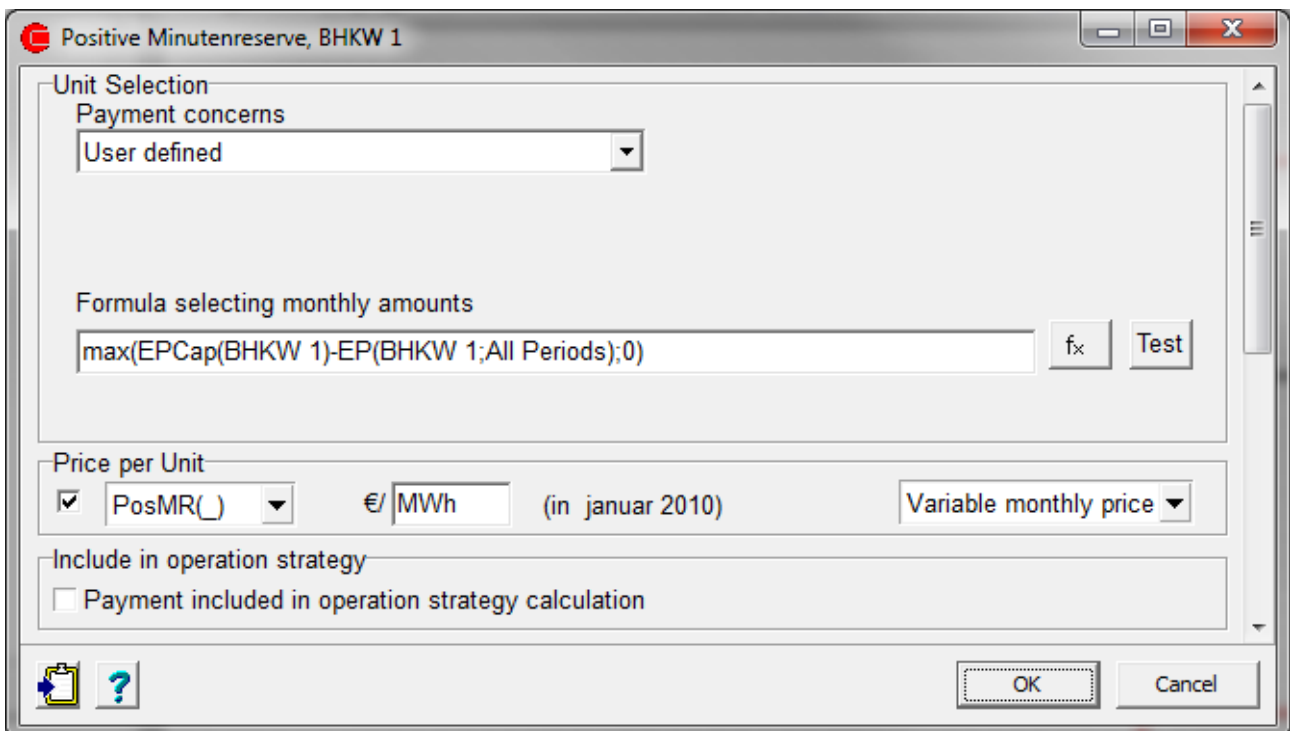 Positive Minutenreserve, BHKW 1
Unit Selection
Payment concerns
User defined
Formula selecting monthly amounts
max(EPCap(BHKW 1)-EP(BHKW 1;All Periods);0)
fx
Test
Price per Unit
PosMR(_) €/ MWh (in januar 2010) Variable monthly price
Include in operation strategy
Payment included in operation strategy calculation
? OK Cancel